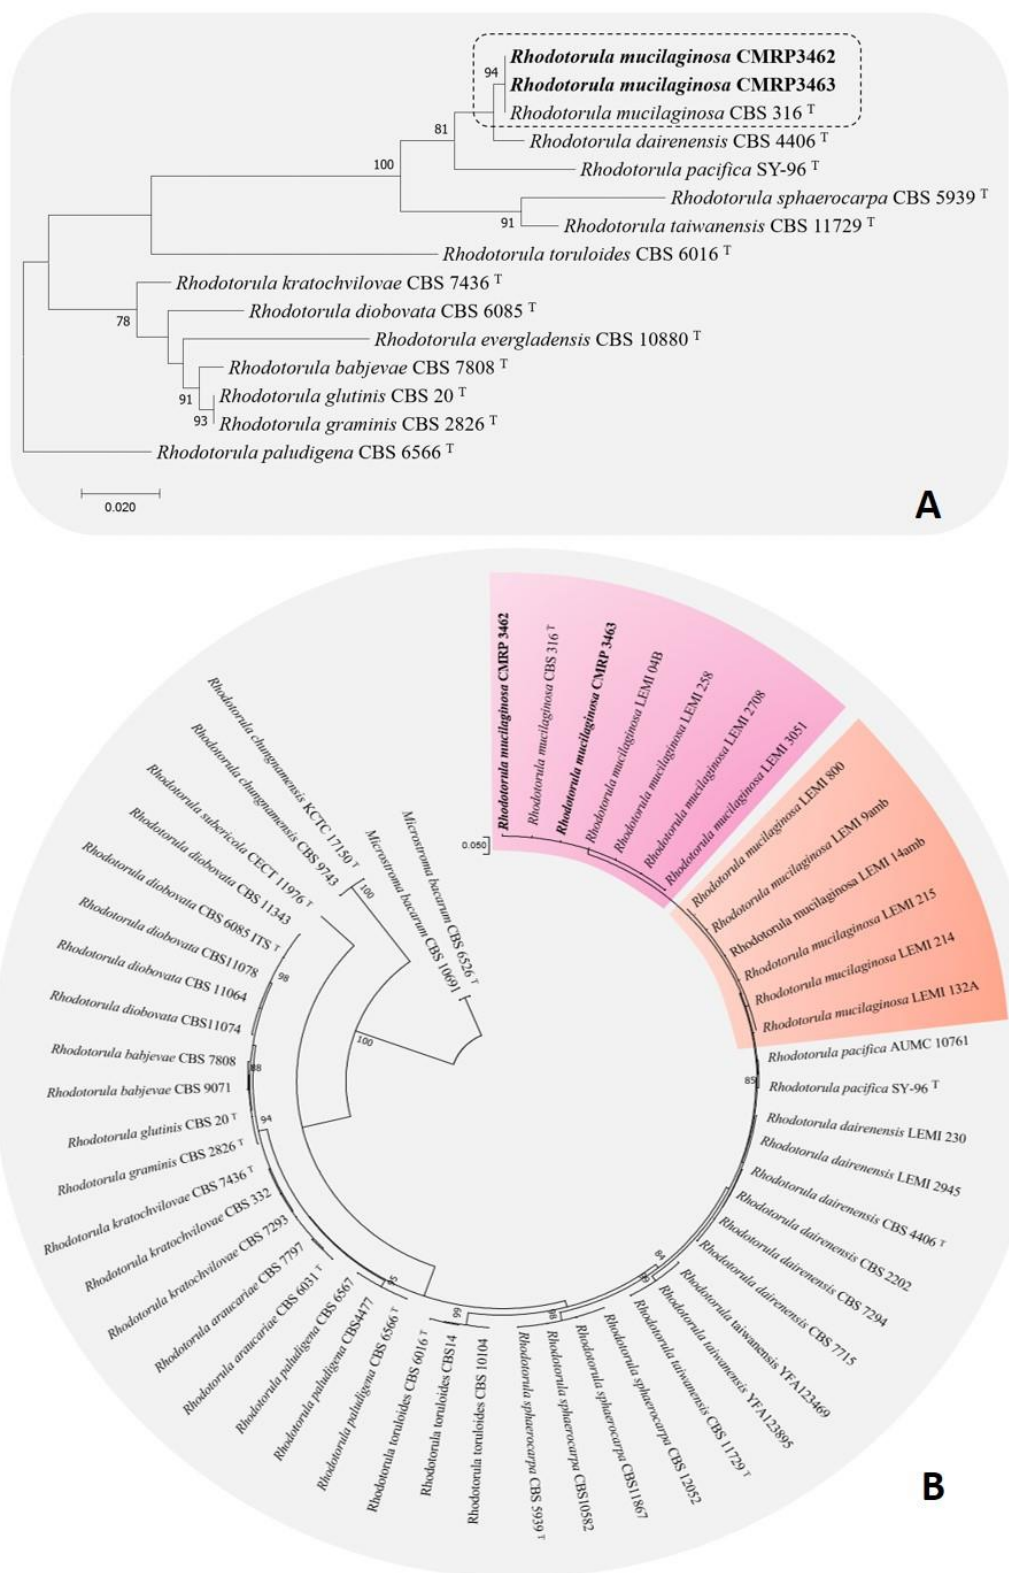 Rhodotorula mucilaginosa CMRP3462
94
Rhodotorula mucilaginosa CMRP3463
Rhodotorula mucilaginosa CBS 316 T
81
Rhodotorula dairenensis CBS 4406 T
100
Rhodotorula pacifica SY-96 T
Rhodotorula sphaerocarpa CBS 5939 T
91
Rhodotorula taiwanensis CBS 11729 T
Rhodotorula toruloides CBS 6016 T
Rhodotorula kratochvilovae CBS 7436 T
78
Rhodotorula diobovata CBS 6085 T
Rhodotorula evergladensis CBS 10880 T
Rhodotorula babjevae CBS 7808 T
91
Rhodotorula glutinis CBS 20 T
93
Rhodotorula graminis CBS 2826 T
Rhodotorula paludigena CBS 6566 T
0.020
A
Rhodotorula mucilaginosa CMRP 3462
Rhodotorula mucilaginosa CBS 316 T
Rhodotorula mucilaginosa CMRP 3463
Rhodotorula mucilaginosa LEMI 04B
Rhodotorula mucilaginosa LEMI 258
Rhodotorula mucilaginosa LEMI 2708
Rhodotorula mucilaginosa LEMI 3051
Rhodotorula mucilaginosa LEMI 800
Rhodotorula mucilaginosa LEMI 9amb
Rhodotorula mucilaginosa LEMI 14amb
Rhodotorula mucilaginosa LEMI 215
Rhodotorula mucilaginosa LEMI 214
Rhodotorula mucilaginosa LEMI 132A
Rhodotorula pacifica AUMC 10761
85
Rhodotorula pacifica SY-96 T
Rhodotorula dairenensis LEMI 230
Rhodotorula dairenensis LEMI 2945
Rhodotorula dairenensis CBS 4406 T
Rhodotorula dairenensis CBS 2202
Rhodotorula dairenensis CBS 7294
Rhodotorula dairenensis CBS 7715
84
Rhodotorula taiwanensis YFA123469
Rhodotorula taiwanensis YFA123895
Rhodotorula taiwanensis CBS 11729 T
Rhodotorula sphaerocarpa CBS 12052
Rhodotorula sphaerocarpa CBS11867
98
Rhodotorula sphaerocarpa CBS10582
Rhodotorula sphaerocarpa CBS 5939 T
Rhodotorula toruloides CBS 10104
99
Rhodotorula toruloides CBS14
Rhodotorula toruloides CBS 6016 T
Rhodotorula paludigena CBS 6566 T
Rhodotorula paludigena CBS4477
Rhodotorula paludigena CBS 6567
Rhodotorula araucariae CBS 6031 T
Rhodotorula araucariae CBS 7797
Rhodotorula kratochvilovae CBS 7293
Rhodotorula kratochvilovae CBS 332
Rhodotorula kratochvilovae CBS 7436 T
Rhodotorula graminis CBS 2826 T
94
Rhodotorula glutinis CBS 20 T
Rhodotorula babjevae CBS 9071
88
Rhodotorula babjevae CBS 7808
Rhodotorula diobovata CBS11074
Rhodotorula diobovata CBS 11064
Rhodotorula diobovata CBS11078
98
Rhodotorula diobovata CBS 6085 ITS T
Rhodotorula diobovata CBS 11343
Rhodotorula subericola CECT 11976 T
Rhodotorula chungnamensis CBS 9743
100
Rhodotorula chungnamensis KCTC 17150 T
Microstroma bacarum CBS 10691
Microstroma bacarum CBS 6526 T
100
0.050
B